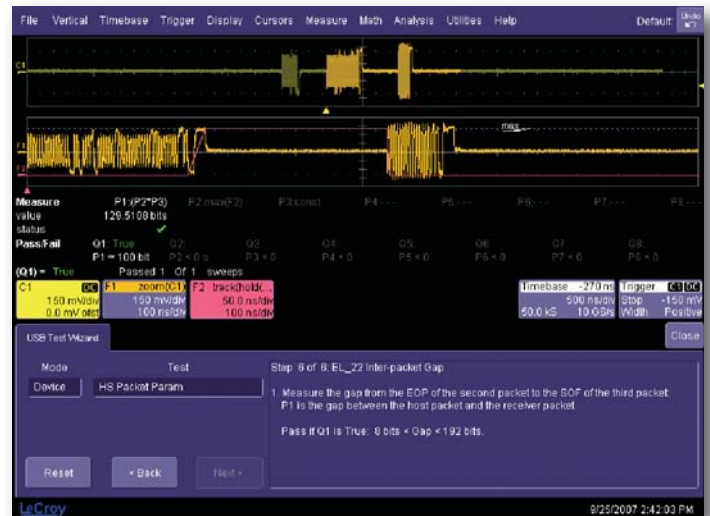 File Vertical Timebase Trigger Display Cursors Measure Math Analysis Utilities Help Default Undo
C1
max
F1
F2
Measure P1:(P2*P3) P2:max(F2) P3:const P4:--- P5:--- P6:--- P7:--- P8:---
value 129.5108 bits
status
Pass/Fail Q1: True Q2: Q3: Q4: Q5: Q6: Q7: Q8:
P2 < 0 s P3 < 0 P4 < 0 P5 < 0 P6 < 0 P7 < 0 P8 < 0
(Q1) = True Passed 1 Of 1 sweeps
C1 DC F1 zoom(C1) F2 track(hold(... Timebase -270 ns Trigger C1 DC
150 mV/div 150 mV/div 50.0 ns/div 500 ns/div Stop -150 mV
0.0 mV ofst 100 ns/div 100 ns/div 50.0 kS 10 GS/s Width Positive
USB Test Wizard Close
Mode Test Step 6 of 6: EL_22 Inter-packet Gap
Device HS Packet Param 1. Measure the gap from the EOP of the second packet to the SOF of the third packet.
P1 is the gap between the host packet and the receiver packet.
Pass if Q1 is True: 8 bits < Gap < 192 bits.
Reset < Back Next >
LeCroy 9/25/2007 2:42:03 PM